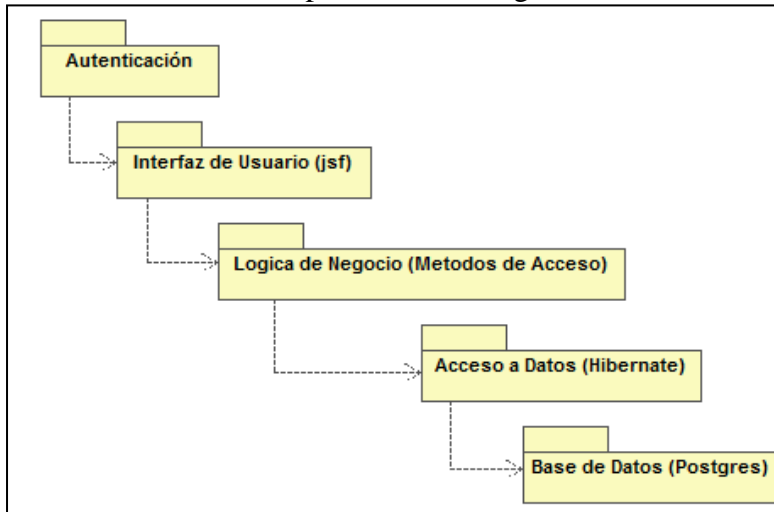 Autenticación
Interfaz de Usuario (jsf)
Logica de Negocio (Metodos de Acceso)
Acceso a Datos (Hibernate)
Base de Datos (Postgres)